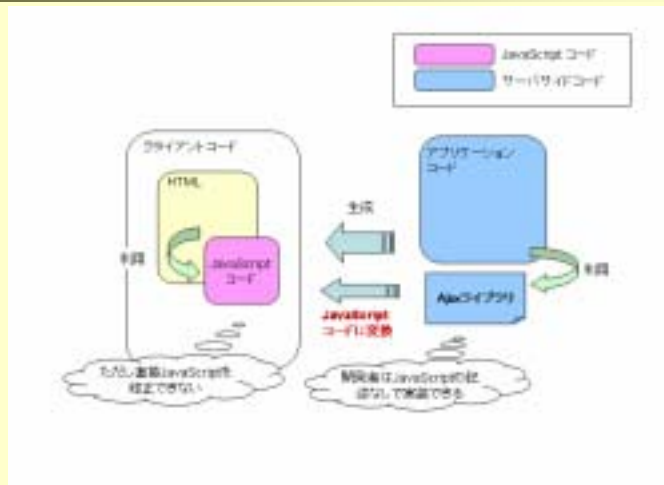 JavaScript コード
サーバサイドコード
クライアントコード
HTML
利用
JavaScript
コード
アプリケーション
コード
生成
利用
Ajaxライブラリ
JavaScript
コードに変換
ただし直接JavaScriptを
修正できない
開発者はJavaScriptの記
述なしで実装できる